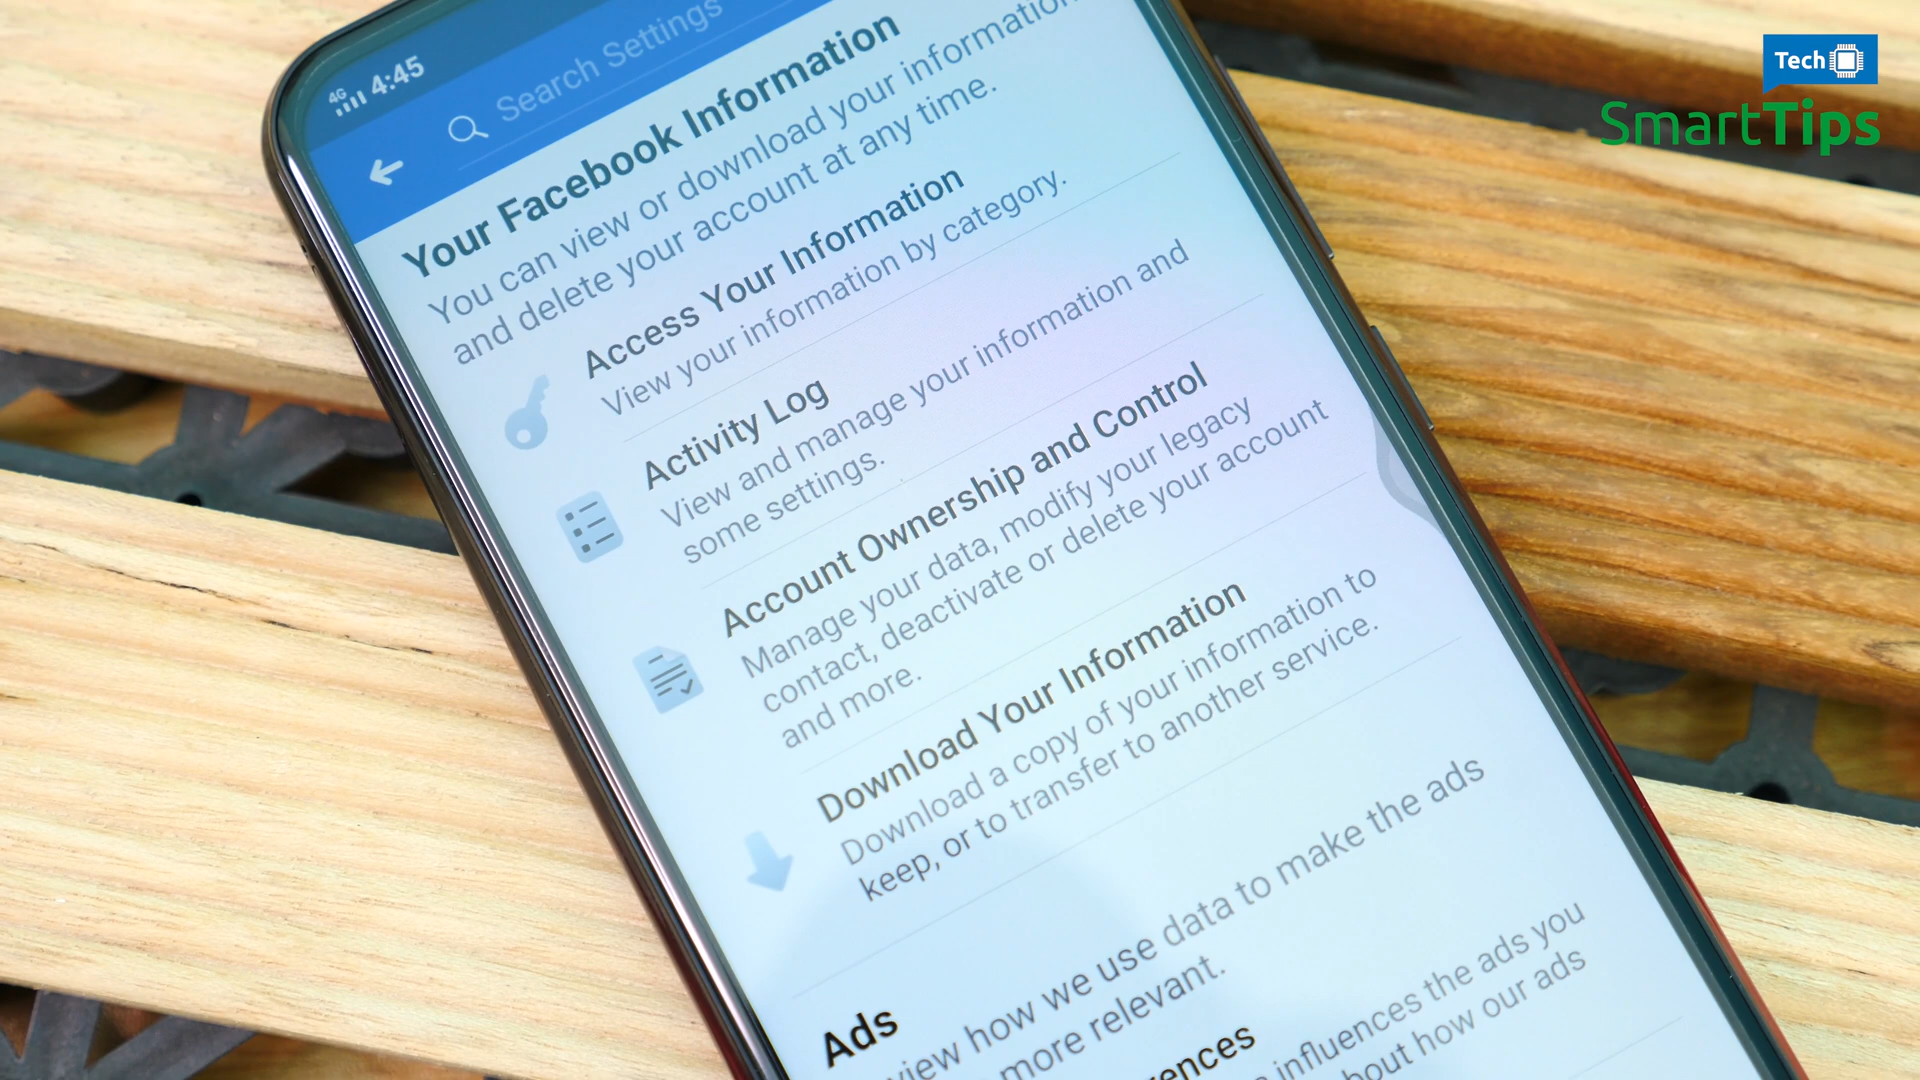 4G 4:45
Search Settings
Your Facebook Information
You can view or download your information
and delete your account at any time.
Access Your Information
View your information by category.
Activity Log
View and manage your information and
some settings.
Account Ownership and Control
Manage your data, modify your legacy
contact, deactivate or delete your account
and more.
Download Your Information
Download a copy of your information to
keep, or to transfer to another service.
Ads
view how we use data to make the ads
more relevant.
influences the ads you
how our ads
Tech
SmartTips